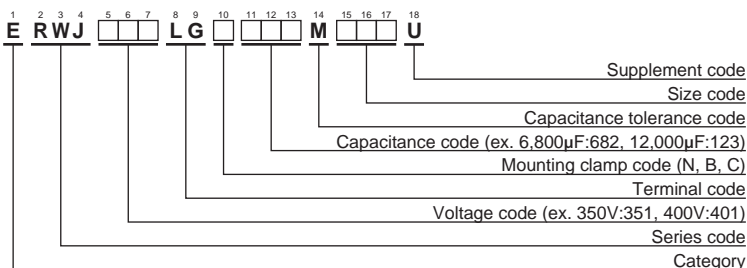 1 2 3 4 5 6 7 8 9 10 11 12 13 14 15 16 17 18
E RWJ □□□ LG □ □□□ M □□□ U
Supplement code
Size code
Capacitance tolerance code
Capacitance code (ex. 6,800µF:682, 12,000µF:123)
Mounting clamp code (N, B, C)
Terminal code
Voltage code (ex. 350V:351, 400V:401)
Series code
Category